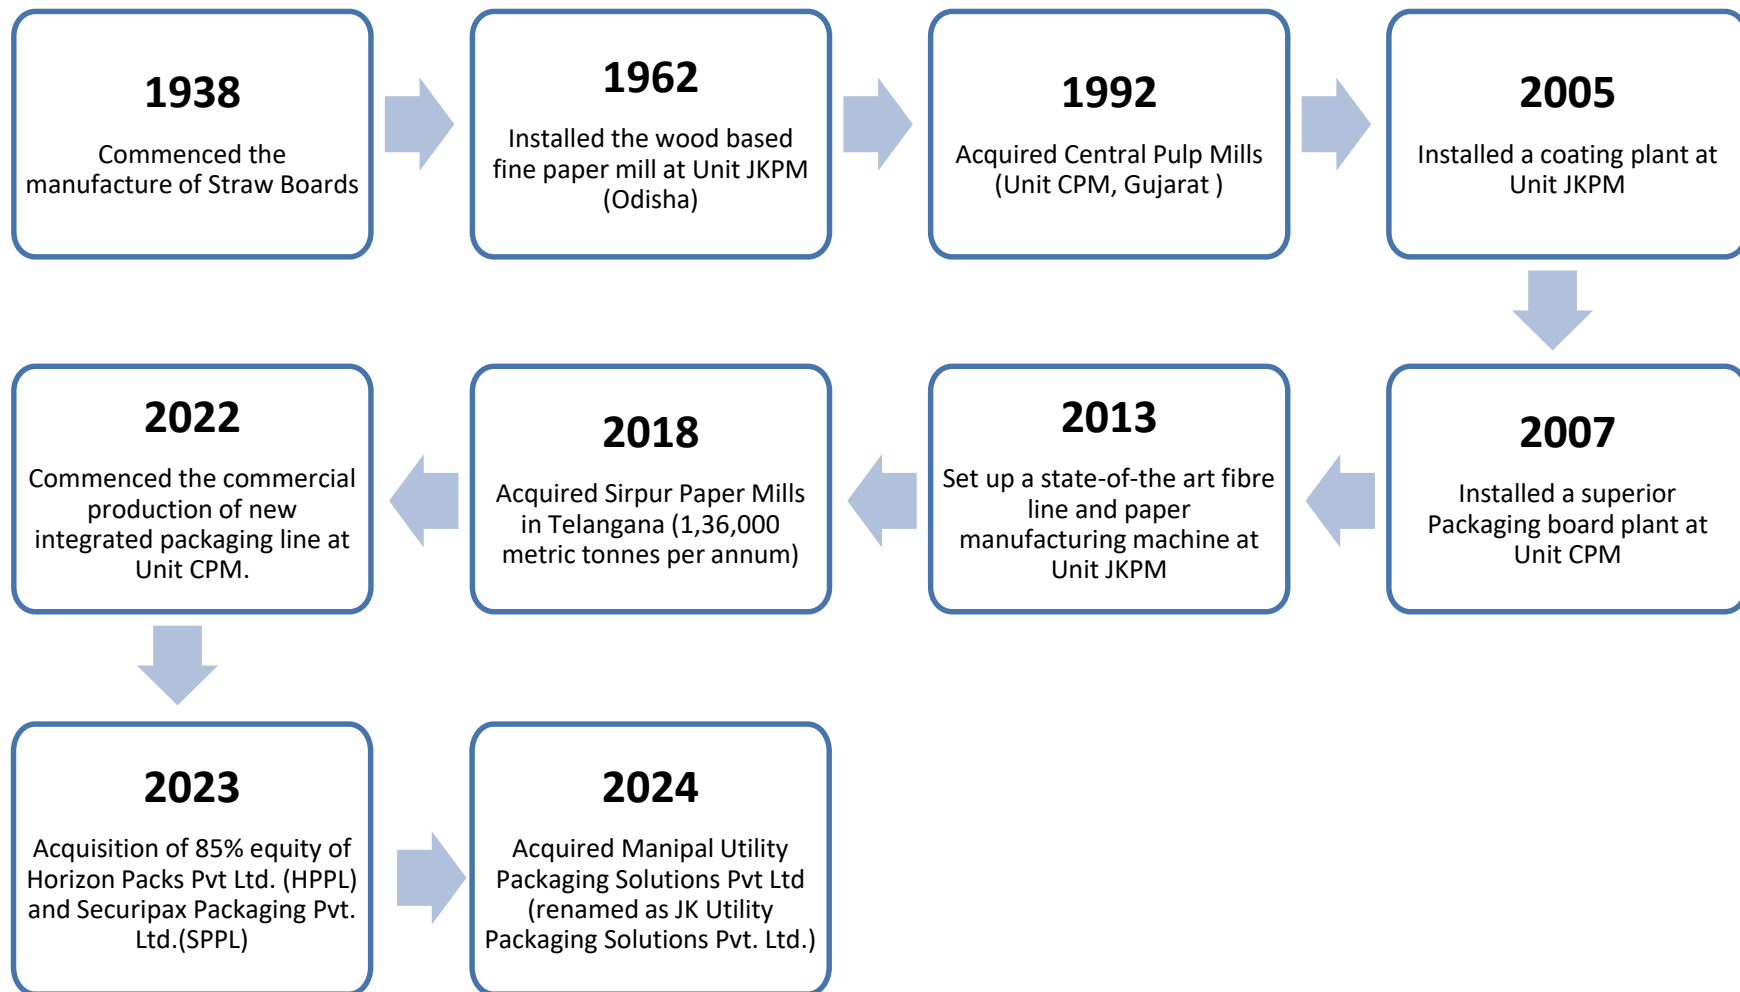 1938
Commenced the
manufacture of Straw Boards
1962
Installed the wood based
fine paper mill at Unit JKPM
(Odisha)
1992
Acquired Central Pulp Mills
(Unit CPM, Gujarat )
2005
Installed a coating plant at
Unit JKPM
2007
Installed a superior
Packaging board plant at
Unit CPM
2013
Set up a state-of-the art fibre
line and paper
manufacturing machine at
Unit JKPM
2018
Acquired Sirpur Paper Mills
in Telangana (1,36,000
metric tonnes per annum)
2022
Commenced the commercial
production of new
integrated packaging line at
Unit CPM.
2023
Acquisition of 85% equity of
Horizon Packs Pvt Ltd. (HPPL)
and Securipax Packaging Pvt.
Ltd.(SPPL)
2024
Acquired Manipal Utility
Packaging Solutions Pvt Ltd
(renamed as JK Utility
Packaging Solutions Pvt. Ltd.)